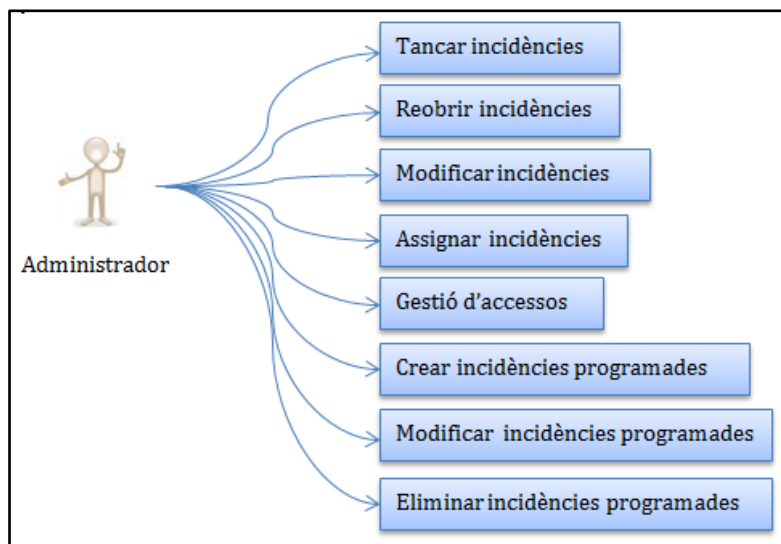 Tancar incidències
Reobrir incidències
Modificar incidències
Assignar incidències
Administrador
Gestió d'accessos
Crear incidències programades
Modificar incidències programades
Eliminar incidències programades